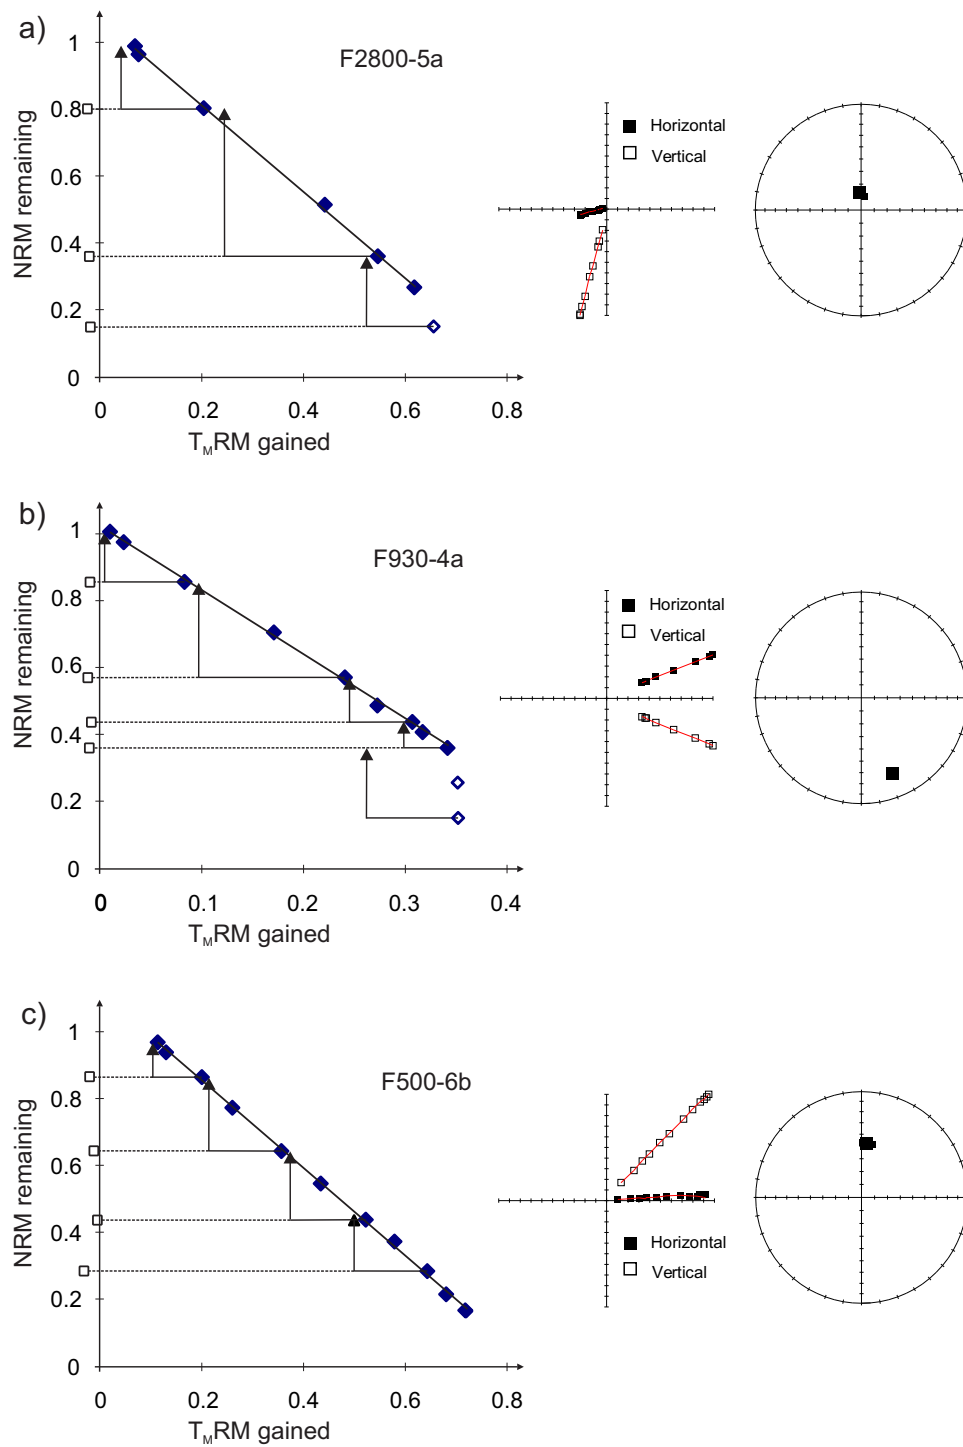 a)
F2800-5a
NRM remaining
1
0.8
0.6
0.4
0.2
0
0 0.2 0.4 0.6 0.8
TMRM gained
Horizontal
Vertical
b)
F930-4a
NRM remaining
1
0.8
0.6
0.4
0.2
0
0 0.1 0.2 0.3 0.4
TMRM gained
Horizontal
Vertical
c)
F500-6b
NRM remaining
1
0.8
0.6
0.4
0.2
0
0 0.2 0.4 0.6 0.8
TMRM gained
Horizontal
Vertical